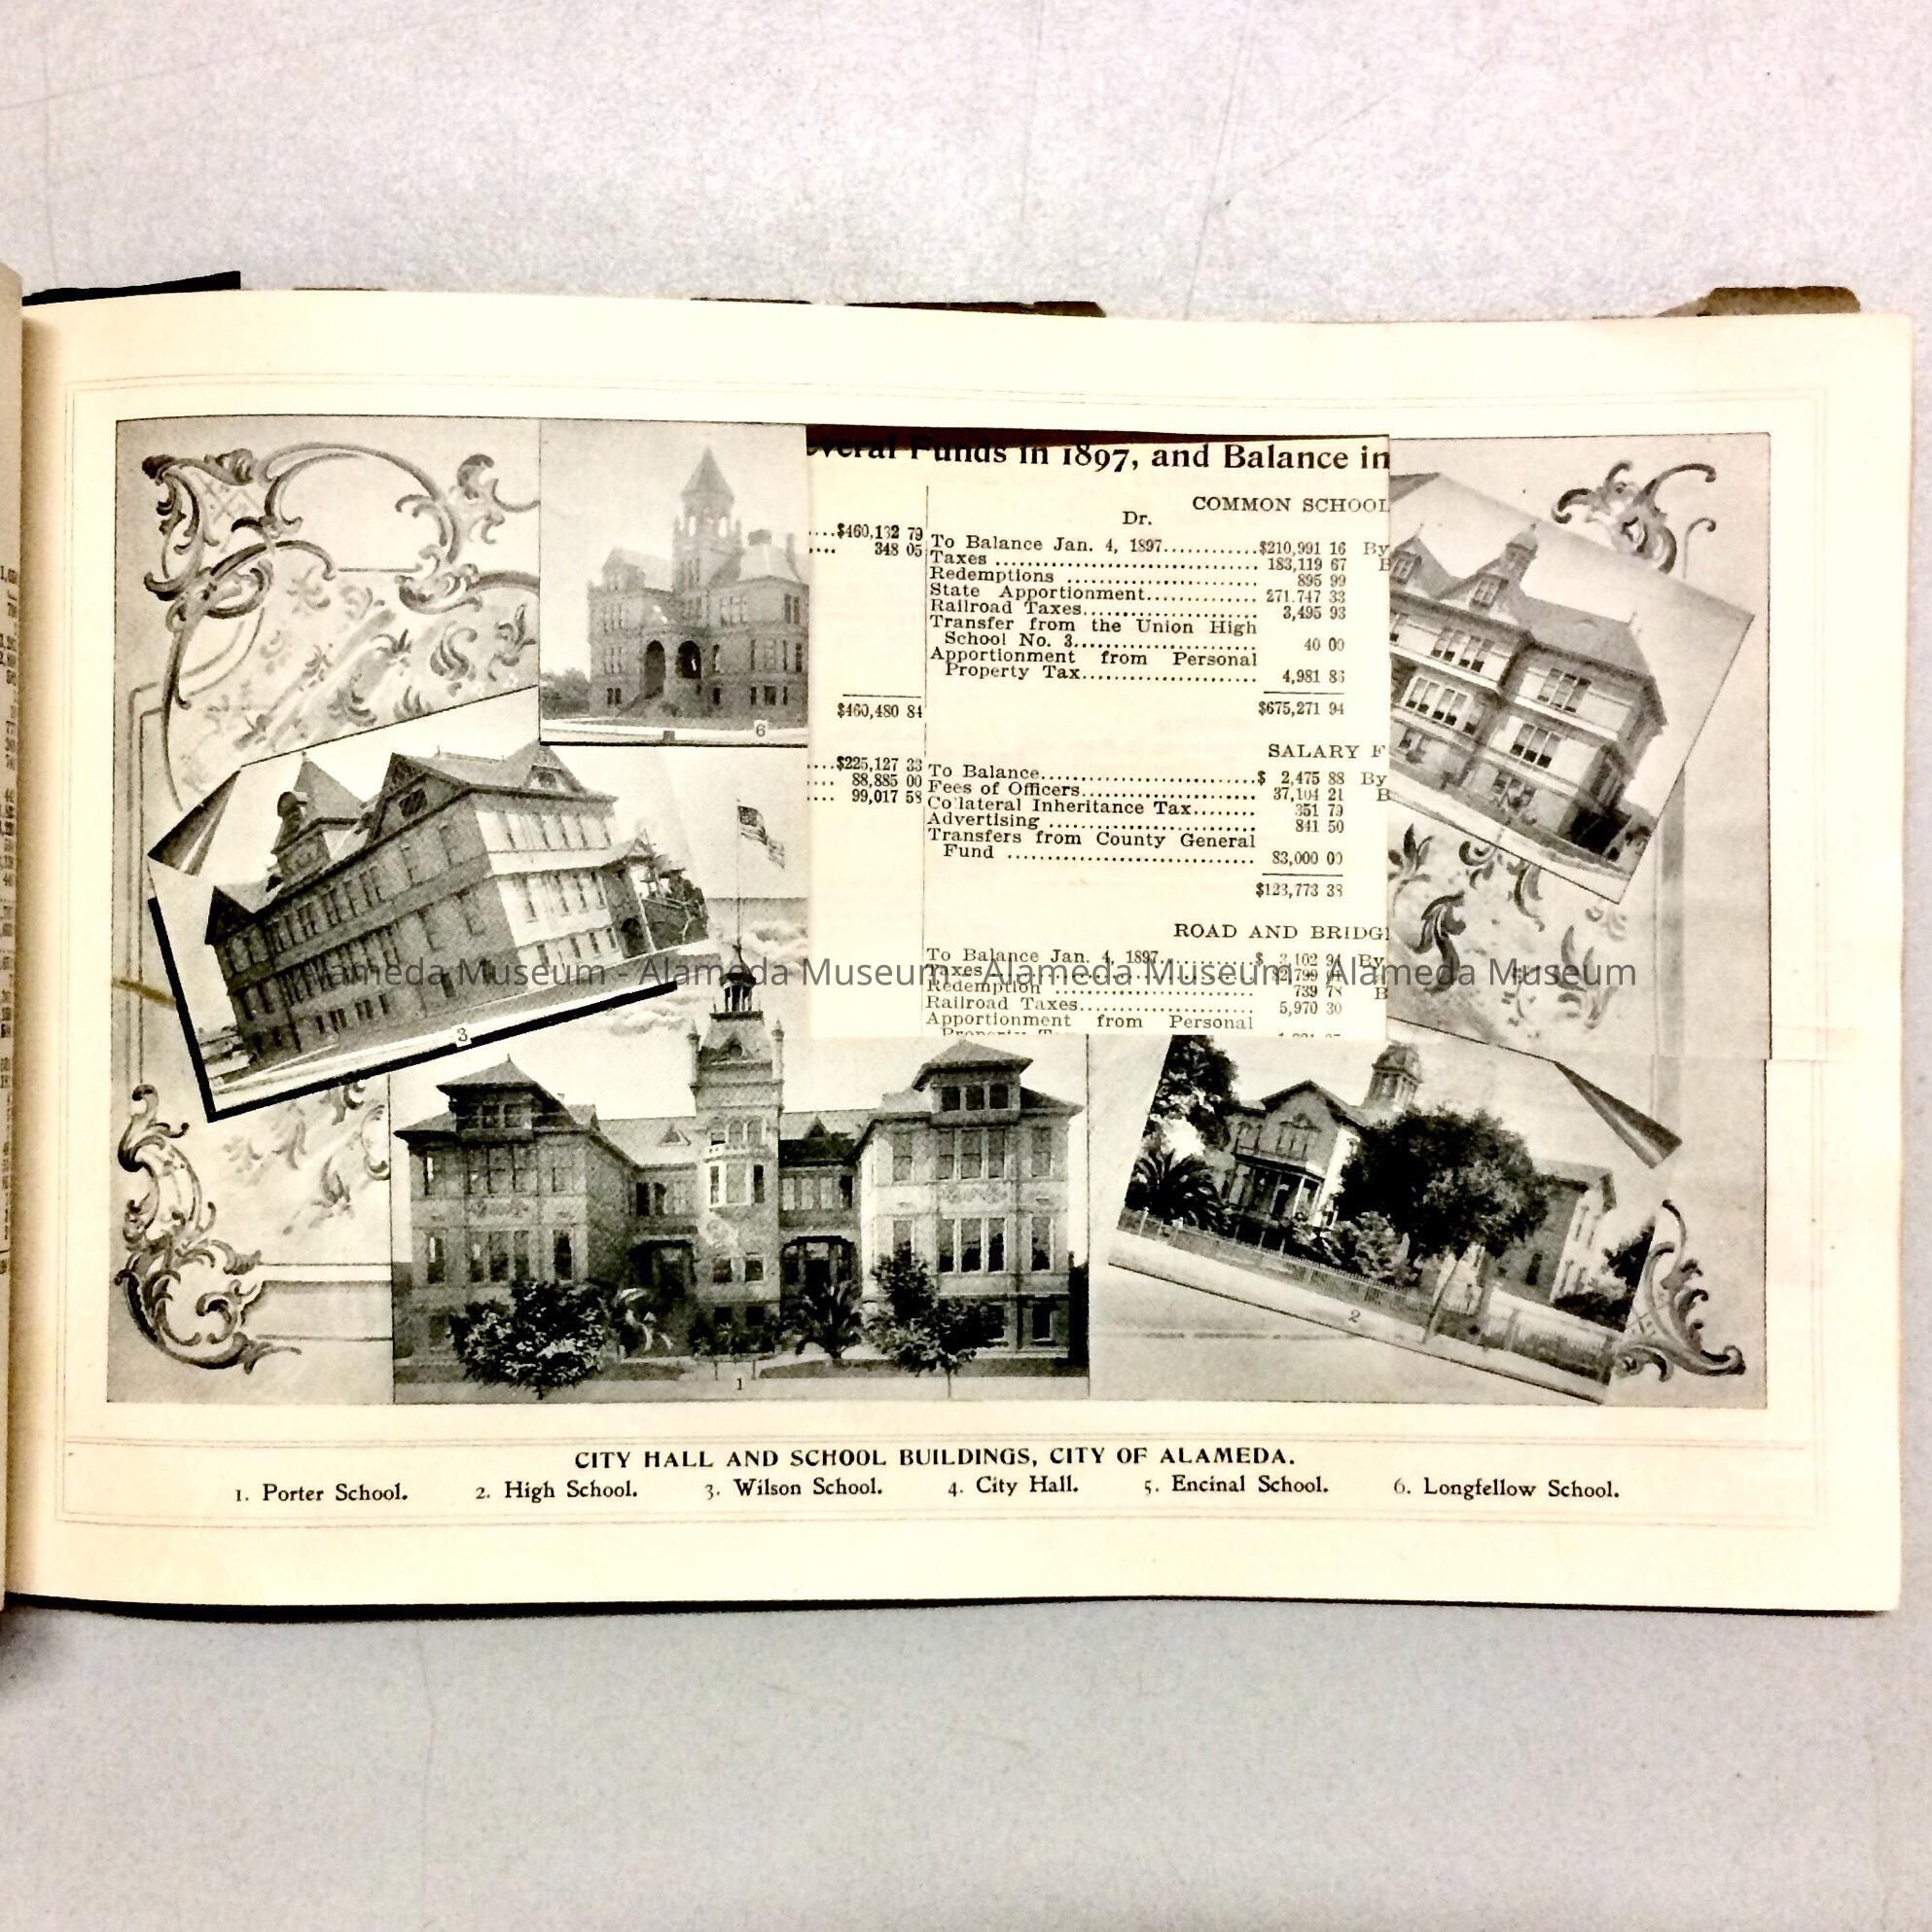 everal Funds in 1897, and Balance in
COMMON SCHOOL
Dr.
....$460,132 79
.... 348 05
$460,480 84
....$225,127 33
.... 88,885 00
.... 99,017 58
To Balance Jan. 4, 1897............$210,991 16 By
Taxes .................................. 183,119 67
Redemptions ........................... 895 99
State Apportionment.............. 271,747 33
Railroad Taxes........................ 3,495 93
Transfer from the Union High
School No. 3........................ 40 00
Apportionment from Personal
Property Tax....................... 4,981 86
$675,271 94
SALARY F
To Balance............................$ 2,475 88 By
Fees of Officers....................... 37,104 21
Collateral Inheritance Tax........ 351 79
Advertising ........................... 841 50
Transfers from County General
Fund ................................ 83,000 00
$123,773 38
ROAD AND BRIDG
To Balance Jan. 4, 1897............$ 3,102 94 By
Taxes
Redemption ........................... 739 78
Railroad Taxes........................ 5,970 30
Apportionment from Personal
Alameda Museum - Alameda Museum - Alameda Museum - Alameda Museum
6
3
1
2
CITY HALL AND SCHOOL BUILDINGS, CITY OF ALAMEDA.
1. Porter School. 2. High School. 3. Wilson School. 4. City Hall. 5. Encinal School. 6. Longfellow School.